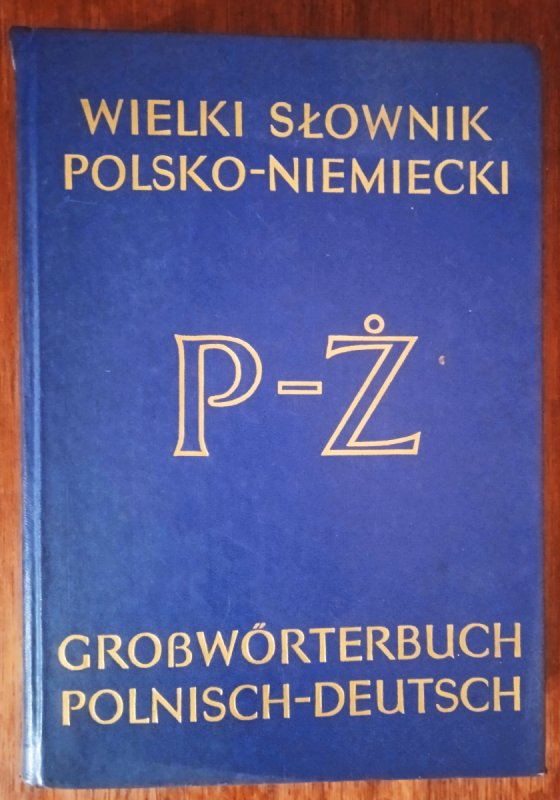 WIELKI SŁOWNIK
POLSKO-NIEMIECKI
P-Ż
GROßWÖRTERBUCH
POLNISCH-DEUTSCH